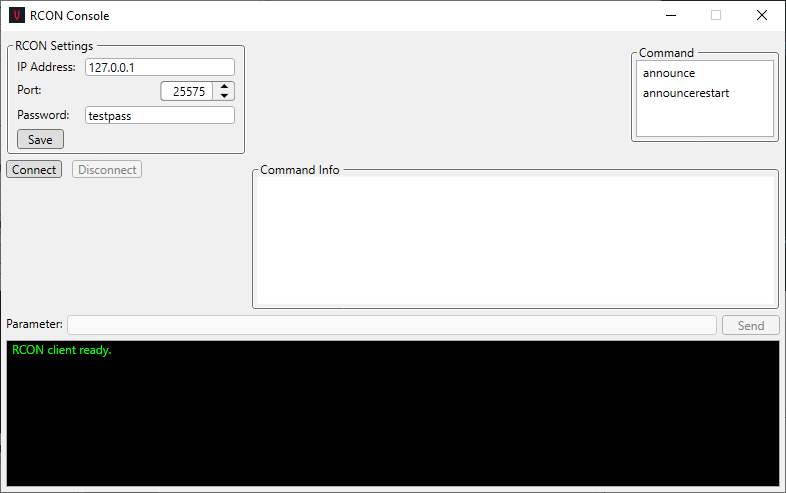 RCON Console
RCON Settings
IP Address: 127.0.0.1
Port: 25575
Password: testpass
Save
Connect Disconnect
Command
announce
announcerestart
Command Info
Parameter: Send
RCON client ready.